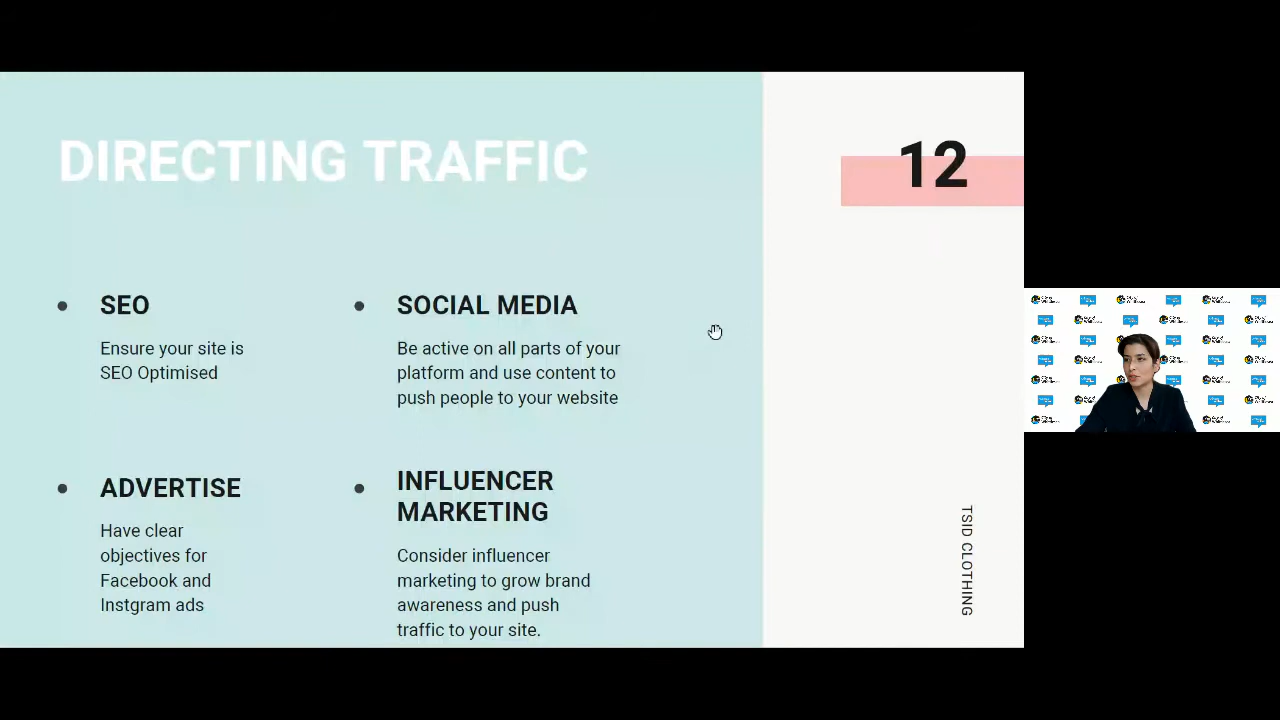 DIRECTING TRAFFIC
12
SEO
Ensure your site is
SEO Optimised
SOCIAL MEDIA
Be active on all parts of your
platform and use content to
push people to your website
ADVERTISE
Have clear
objectives for
Facebook and
Instgram ads
INFLUENCER
MARKETING
Consider influencer
marketing to grow brand
awareness and push
traffic to your site.
TSID CLOTHING